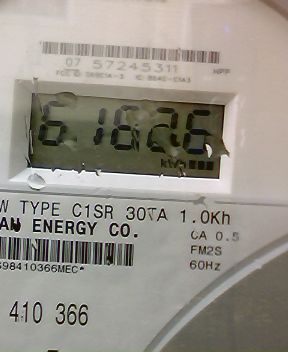 07 57245311
61626
kWh
W TYPE C1SR 30TA 1.0Kh
AN ENERGY CO.
CA 0.5
FM2S
S98410366MEC*
60Hz
410 366